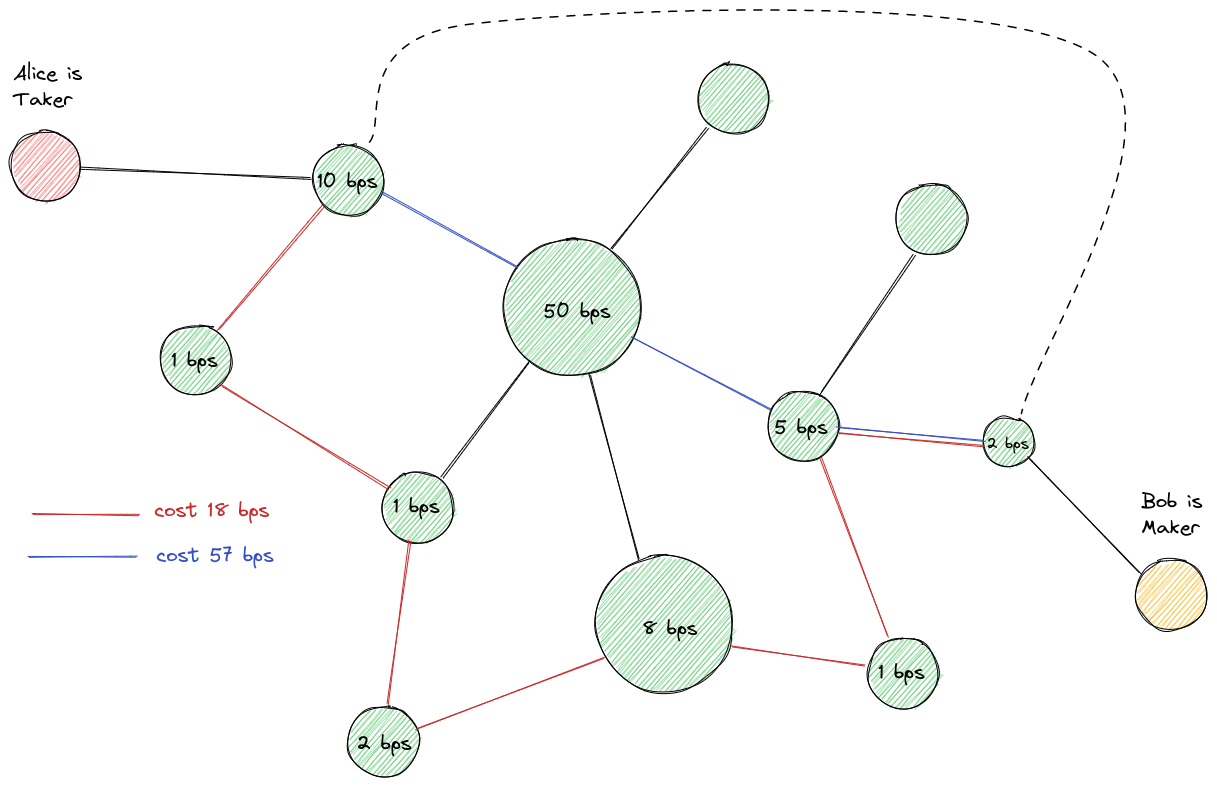 Alice is
Taker
10 bps
50 bps
1 bps
5 bps
2 bps
1 bps
Bob is
Maker
cost 18 bps
cost 57 bps
8 bps
1 bps
2 bps